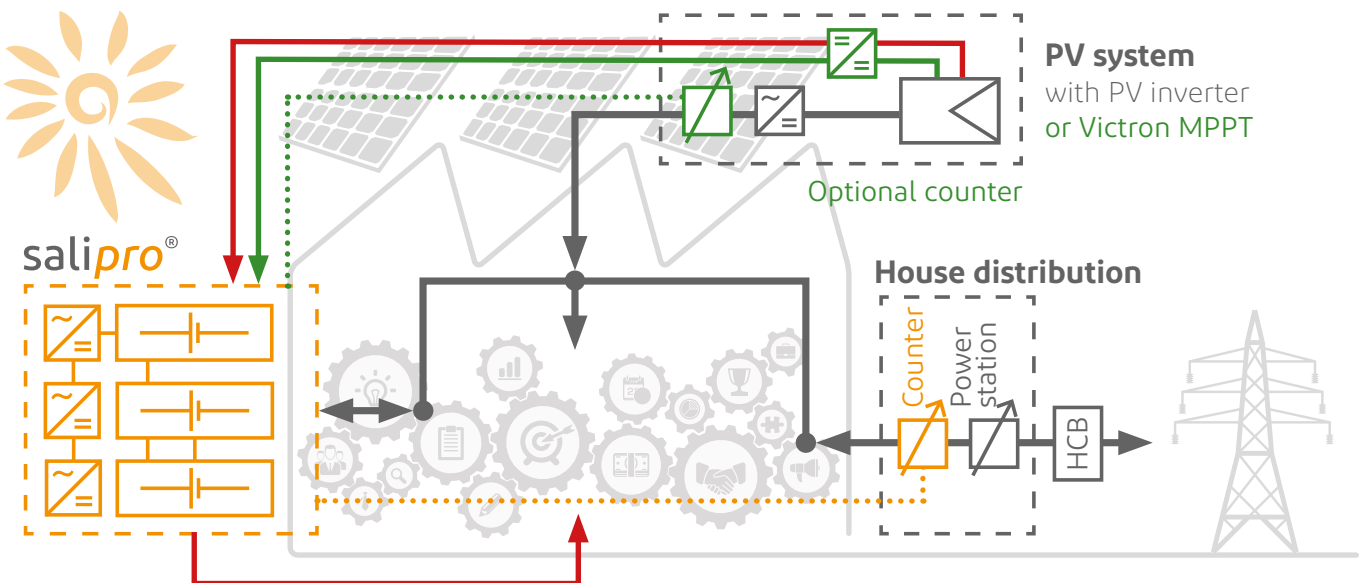 PV system
with PV inverter
or Victron MPPT
Optional counter
salipro®
House distribution
Counter
Power
station
HCB